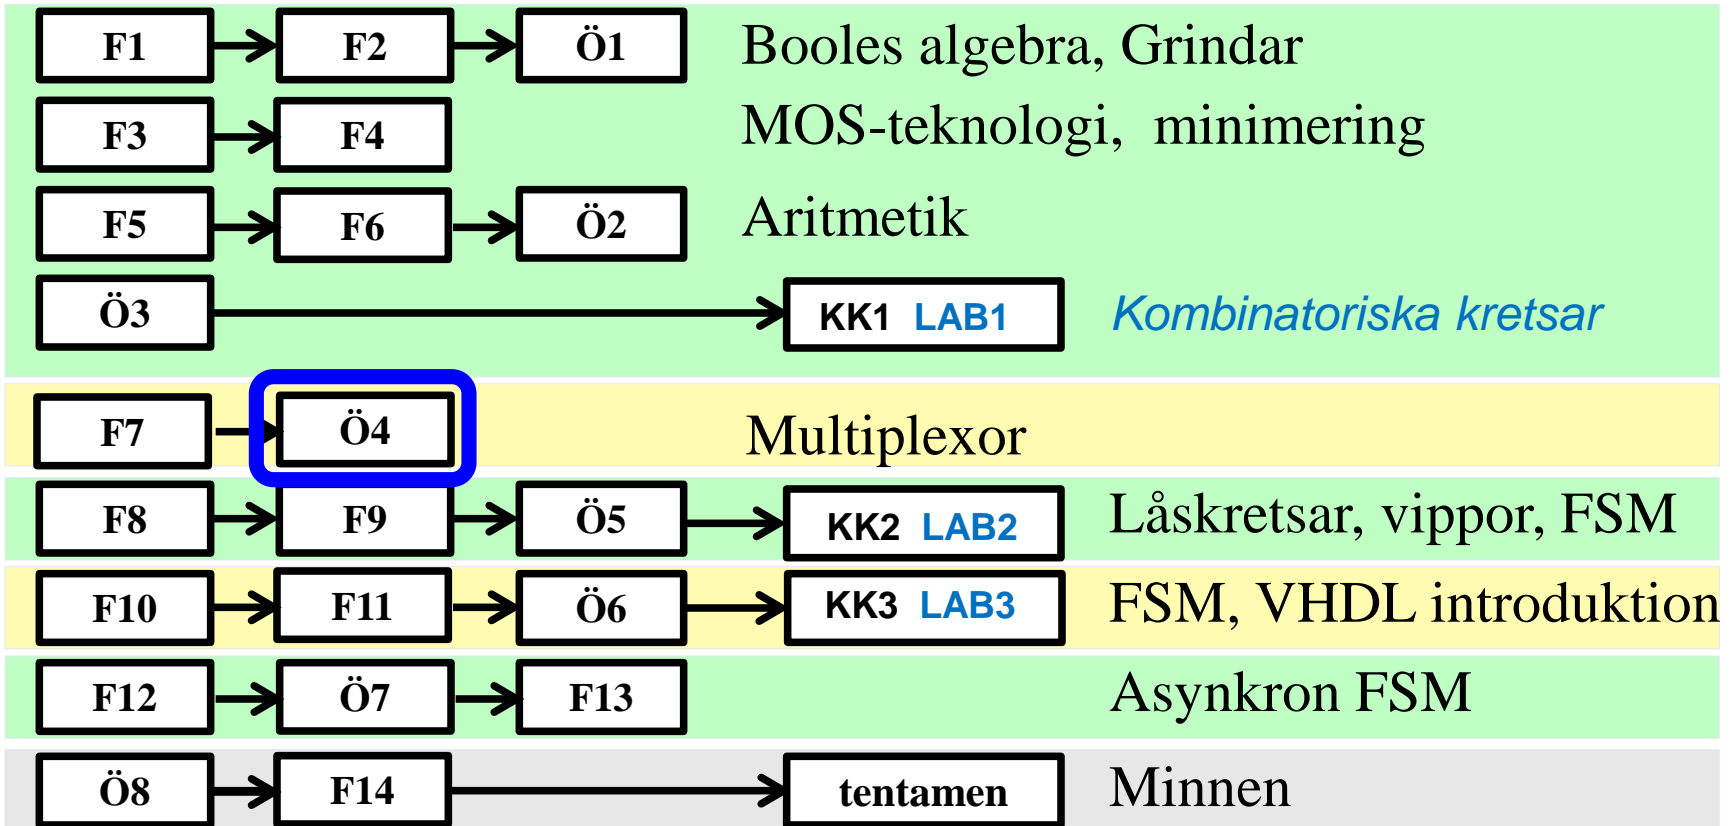 F1 F2 Ö1 Booles algebra, Grindar
F3 F4 MOS-teknologi, minimering
F5 F6 Ö2 Aritmetik
Ö3 KK1 LAB1 Kombinatoriska kretsar
F7 Ö4 Multiplexor
F8 F9 Ö5 KK2 LAB2 Låskretsar, vippor, FSM
F10 F11 Ö6 KK3 LAB3 FSM, VHDL introduktion
F12 Ö7 F13 Asynkron FSM
Ö8 F14 tentamen Minnen